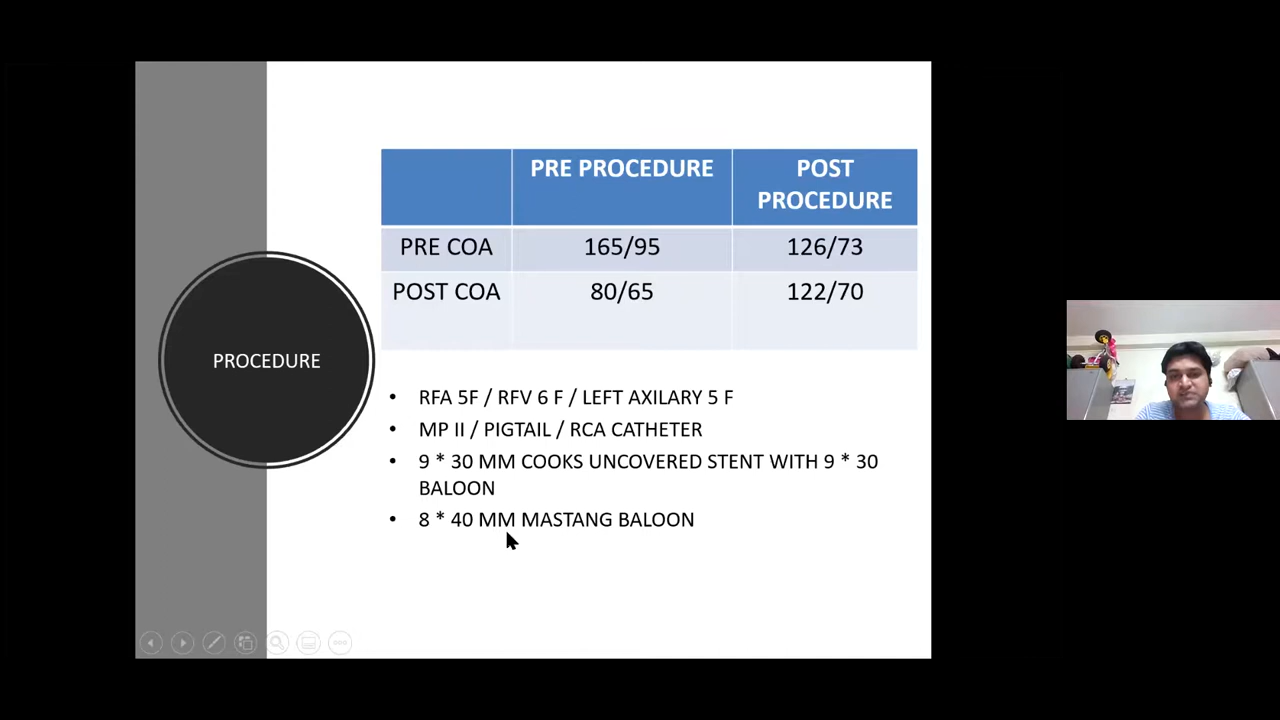 PRE PROCEDURE
POST
PROCEDURE
PRE COA 165/95 126/73
POST COA 80/65 122/70
PROCEDURE
• RFA 5F / RFV 6 F / LEFT AXILARY 5 F
• MP II / PIGTAIL / RCA CATHETER
• 9 * 30 MM COOKS UNCOVERED STENT WITH 9 * 30
BALOON
• 8 * 40 MM MASTANG BALOON